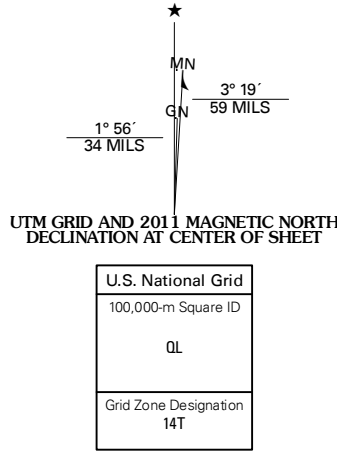 ★
MN
GN
3° 19´
59 MILS
1° 56´
34 MILS
UTM GRID AND 2011 MAGNETIC NORTH
DECLINATION AT CENTER OF SHEET
U.S. National Grid
100,000-m Square ID
QL
Grid Zone Designation
14T